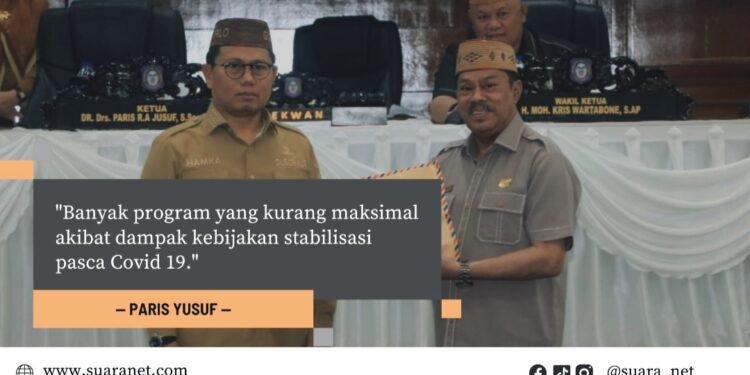 KETUA
DR. Drs. PARIS R.A JUSUF, S.
EKWAN
WAKIL KETUA
H. MOH. KRIS WARTABONE, S.AP
HAMKA
"Banyak program yang kurang maksimal
akibat dampak kebijakan stabilisasi
pasca Covid 19."
– PARIS YUSUF –
www.suaranet.com
@suara_net